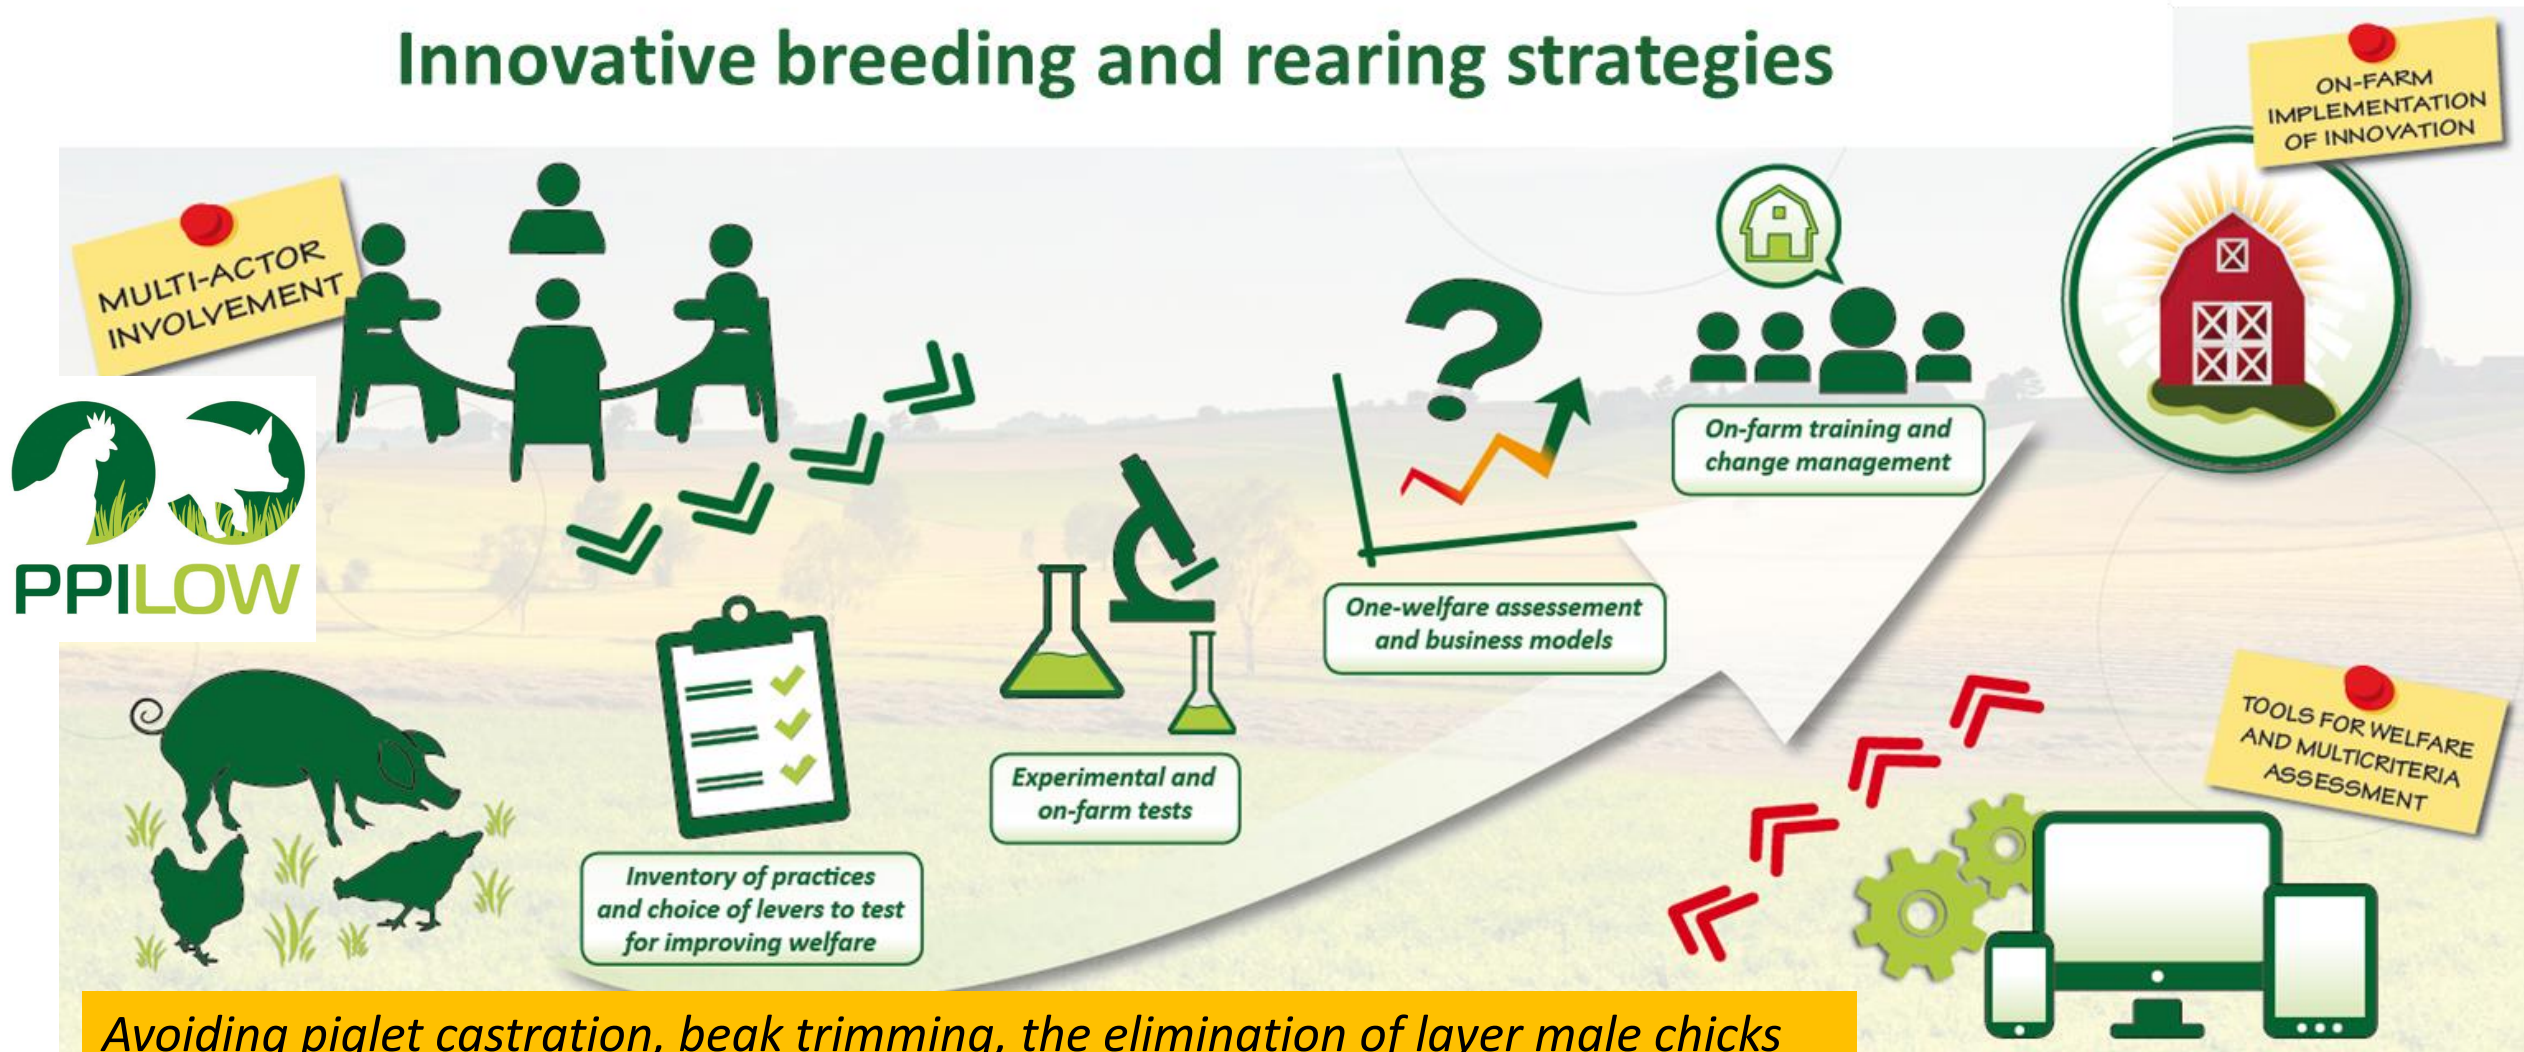 Innovative breeding and rearing strategies
ON-FARM
IMPLEMENTATION
OF INNOVATION
MULTI-ACTOR
INVOLVEMENT
PPILOW
On-farm training and
change management
One-welfare assessement
and business models
Experimental and
on-farm tests
Inventory of practices
and choice of levers to test
for improving welfare
TOOLS FOR WELFARE
AND MULTICRITERIA
ASSESSMENT
Avoiding piglet castration, beak trimming, the elimination of layer male chicks